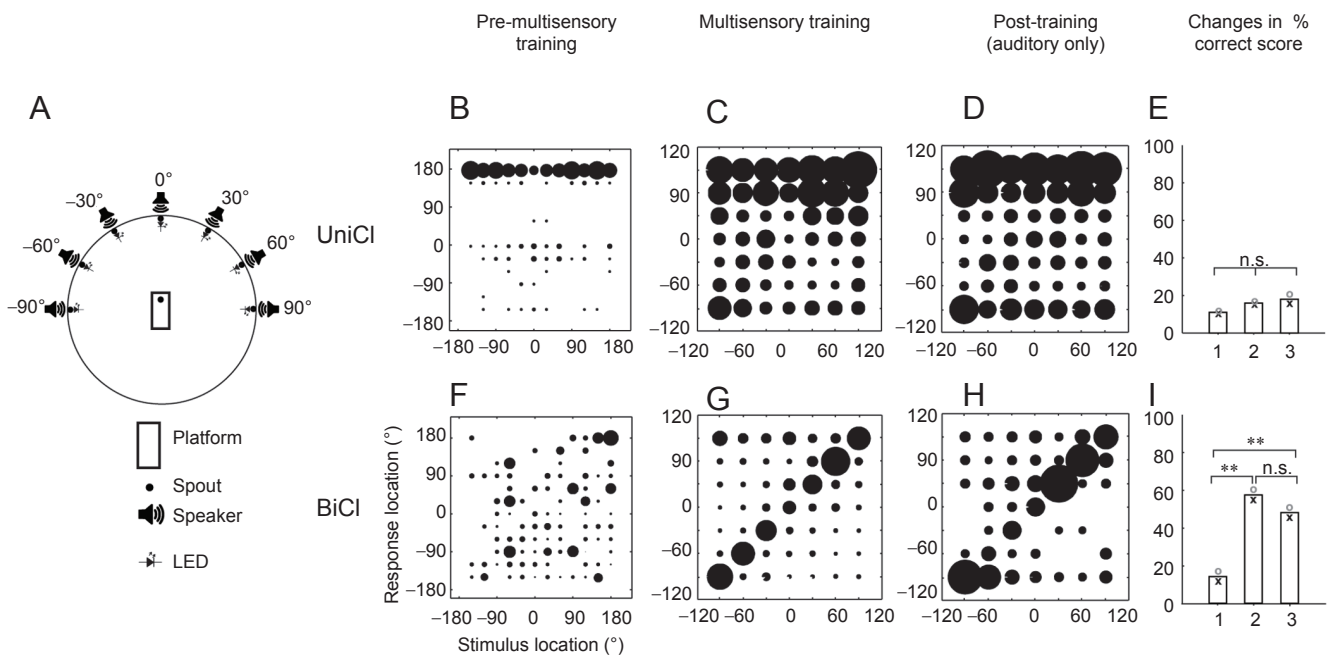 Pre-multisensory
training
Multisensory training
Post-training
(auditory only)
Changes in %
correct score
A
0°
–30°
30°
–60°
60°
–90°
90°
Platform
Spout
Speaker
LED
UniCl
B
180
90
0
–90
–180
–180 –90 0 90 180
C
120
90
0
–60
–120
–120 –60 0 60 120
D
120
90
0
–60
–120
–120 –60 0 60 120
E
100
80
60
40
20
0
n.s.
1 2 3
BiCl
F
Response location (°)
180
90
0
–90
–180
–180 –90 0 90 180
Stimulus location (°)
G
120
90
0
–60
–120
–120 –60 0 60 120
H
120
90
0
–60
–120
–120 –60 0 60 120
I
100
80
60
40
20
0
**
** n.s.
1 2 3